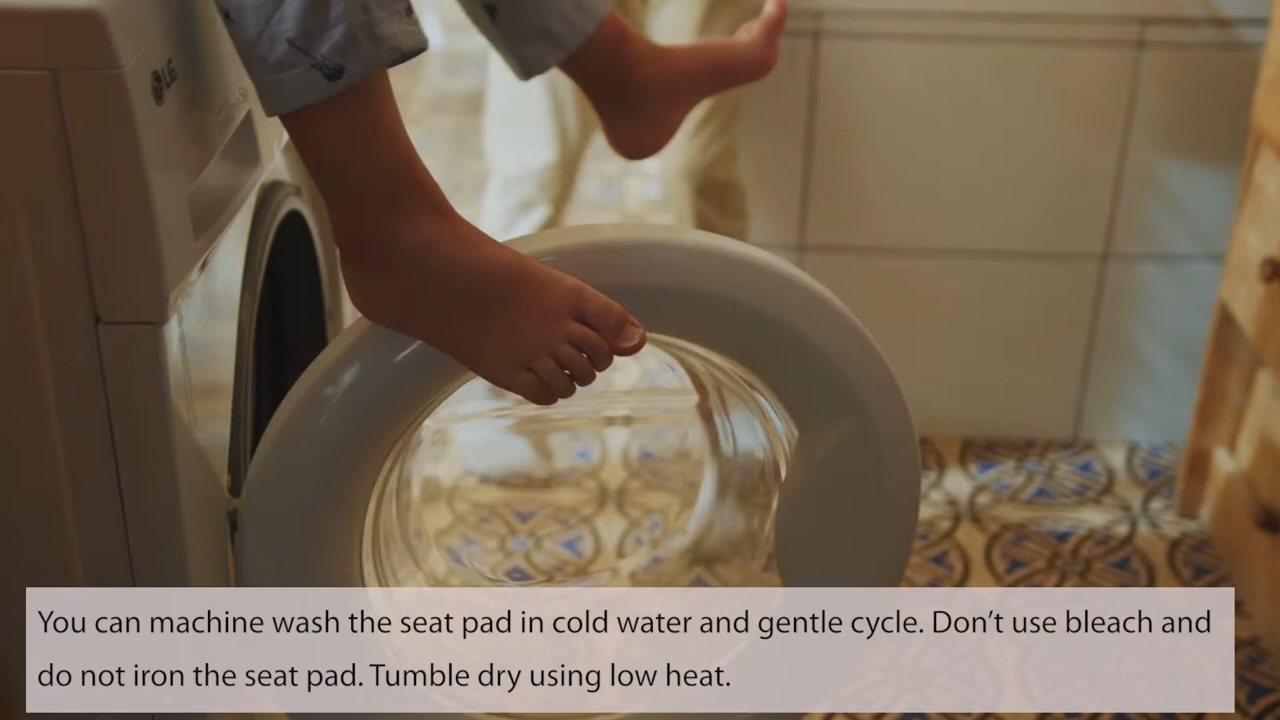 LG
You can machine wash the seat pad in cold water and gentle cycle. Don’t use bleach and
do not iron the seat pad. Tumble dry using low heat.